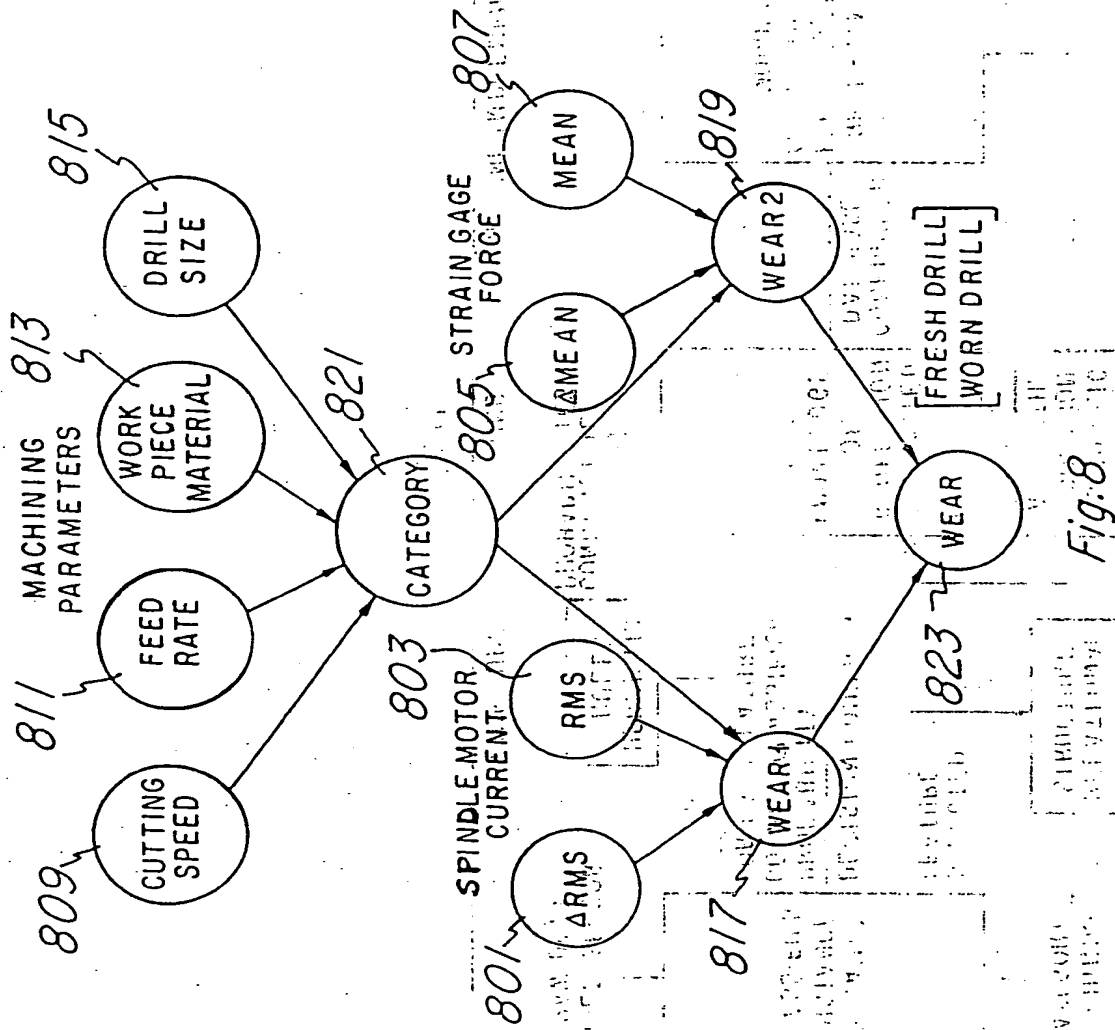 MACHINING
PARAMETERS
809
811
813
815
CUTTING
SPEED
FEED
RATE
WORK
PIECE
MATERIAL
DRILL
SIZE
821
CATEGORY
SPINDLE MOTOR
CURRENT
803
STRAIN GAGE
FORCE
807
801
ΔRMS
RMS
805
ΔMEAN
MEAN
817
WEAR1
WEAR2
819
823
WEAR
FRESH DRILL
WORN DRILL
Fig. 8